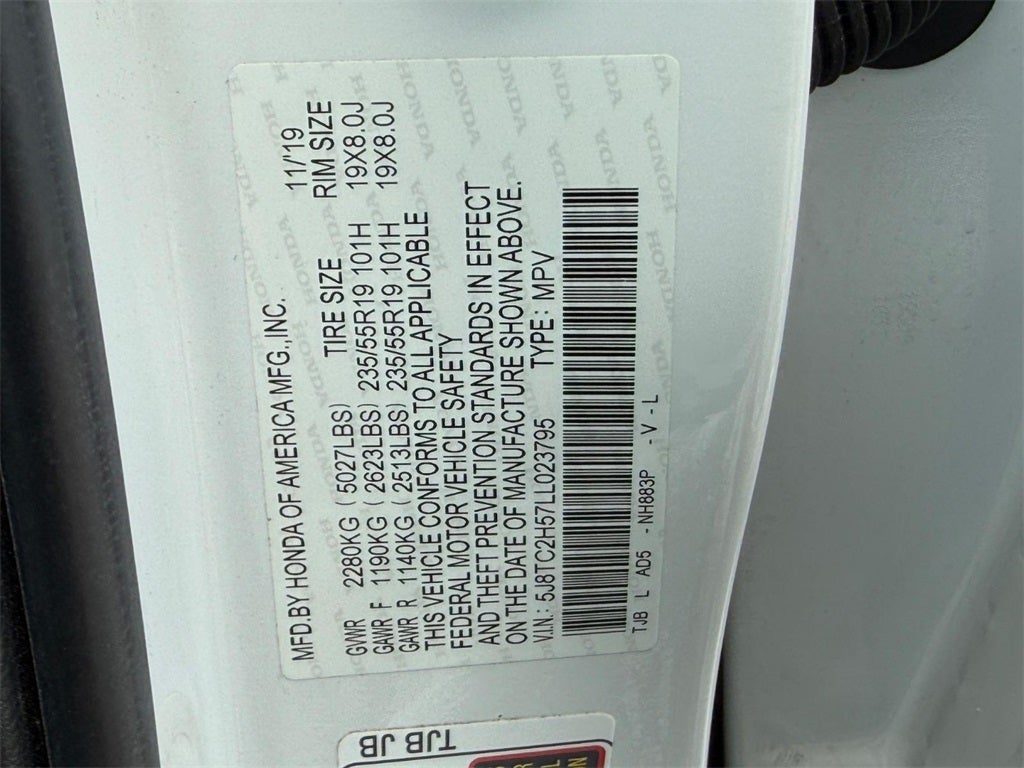 MFD.BY HONDA OF AMERICA MFG.,INC. 11/'19
TIRE SIZE RIM SIZE
GVWR 2280KG (5027LBS)
GAWR F 1190KG (2623LBS) 235/55R19 101H 19X8.0J
GAWR R 1140KG (2513LBS) 235/55R19 101H 19X8.0J
THIS VEHICLE CONFORMS TO ALL APPLICABLE
FEDERAL MOTOR VEHICLE SAFETY
AND THEFT PREVENTION STANDARDS IN EFFECT
ON THE DATE OF MANUFACTURE SHOWN ABOVE.
V.I.N.: 5J8TC2H57LL023795 TYPE: MPV
TJB L AD5 - NH883P - V - L
TJB JB